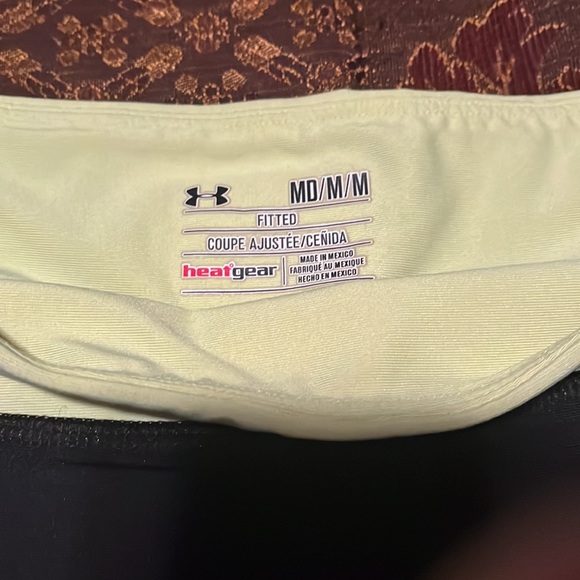 MD/M/M
FITTED
COUPE AJUSTÉE/CEÑIDA
heatgear
MADE IN MEXICO
FABRIQUÉ AU MEXIQUE
HECHO EN MEXICO